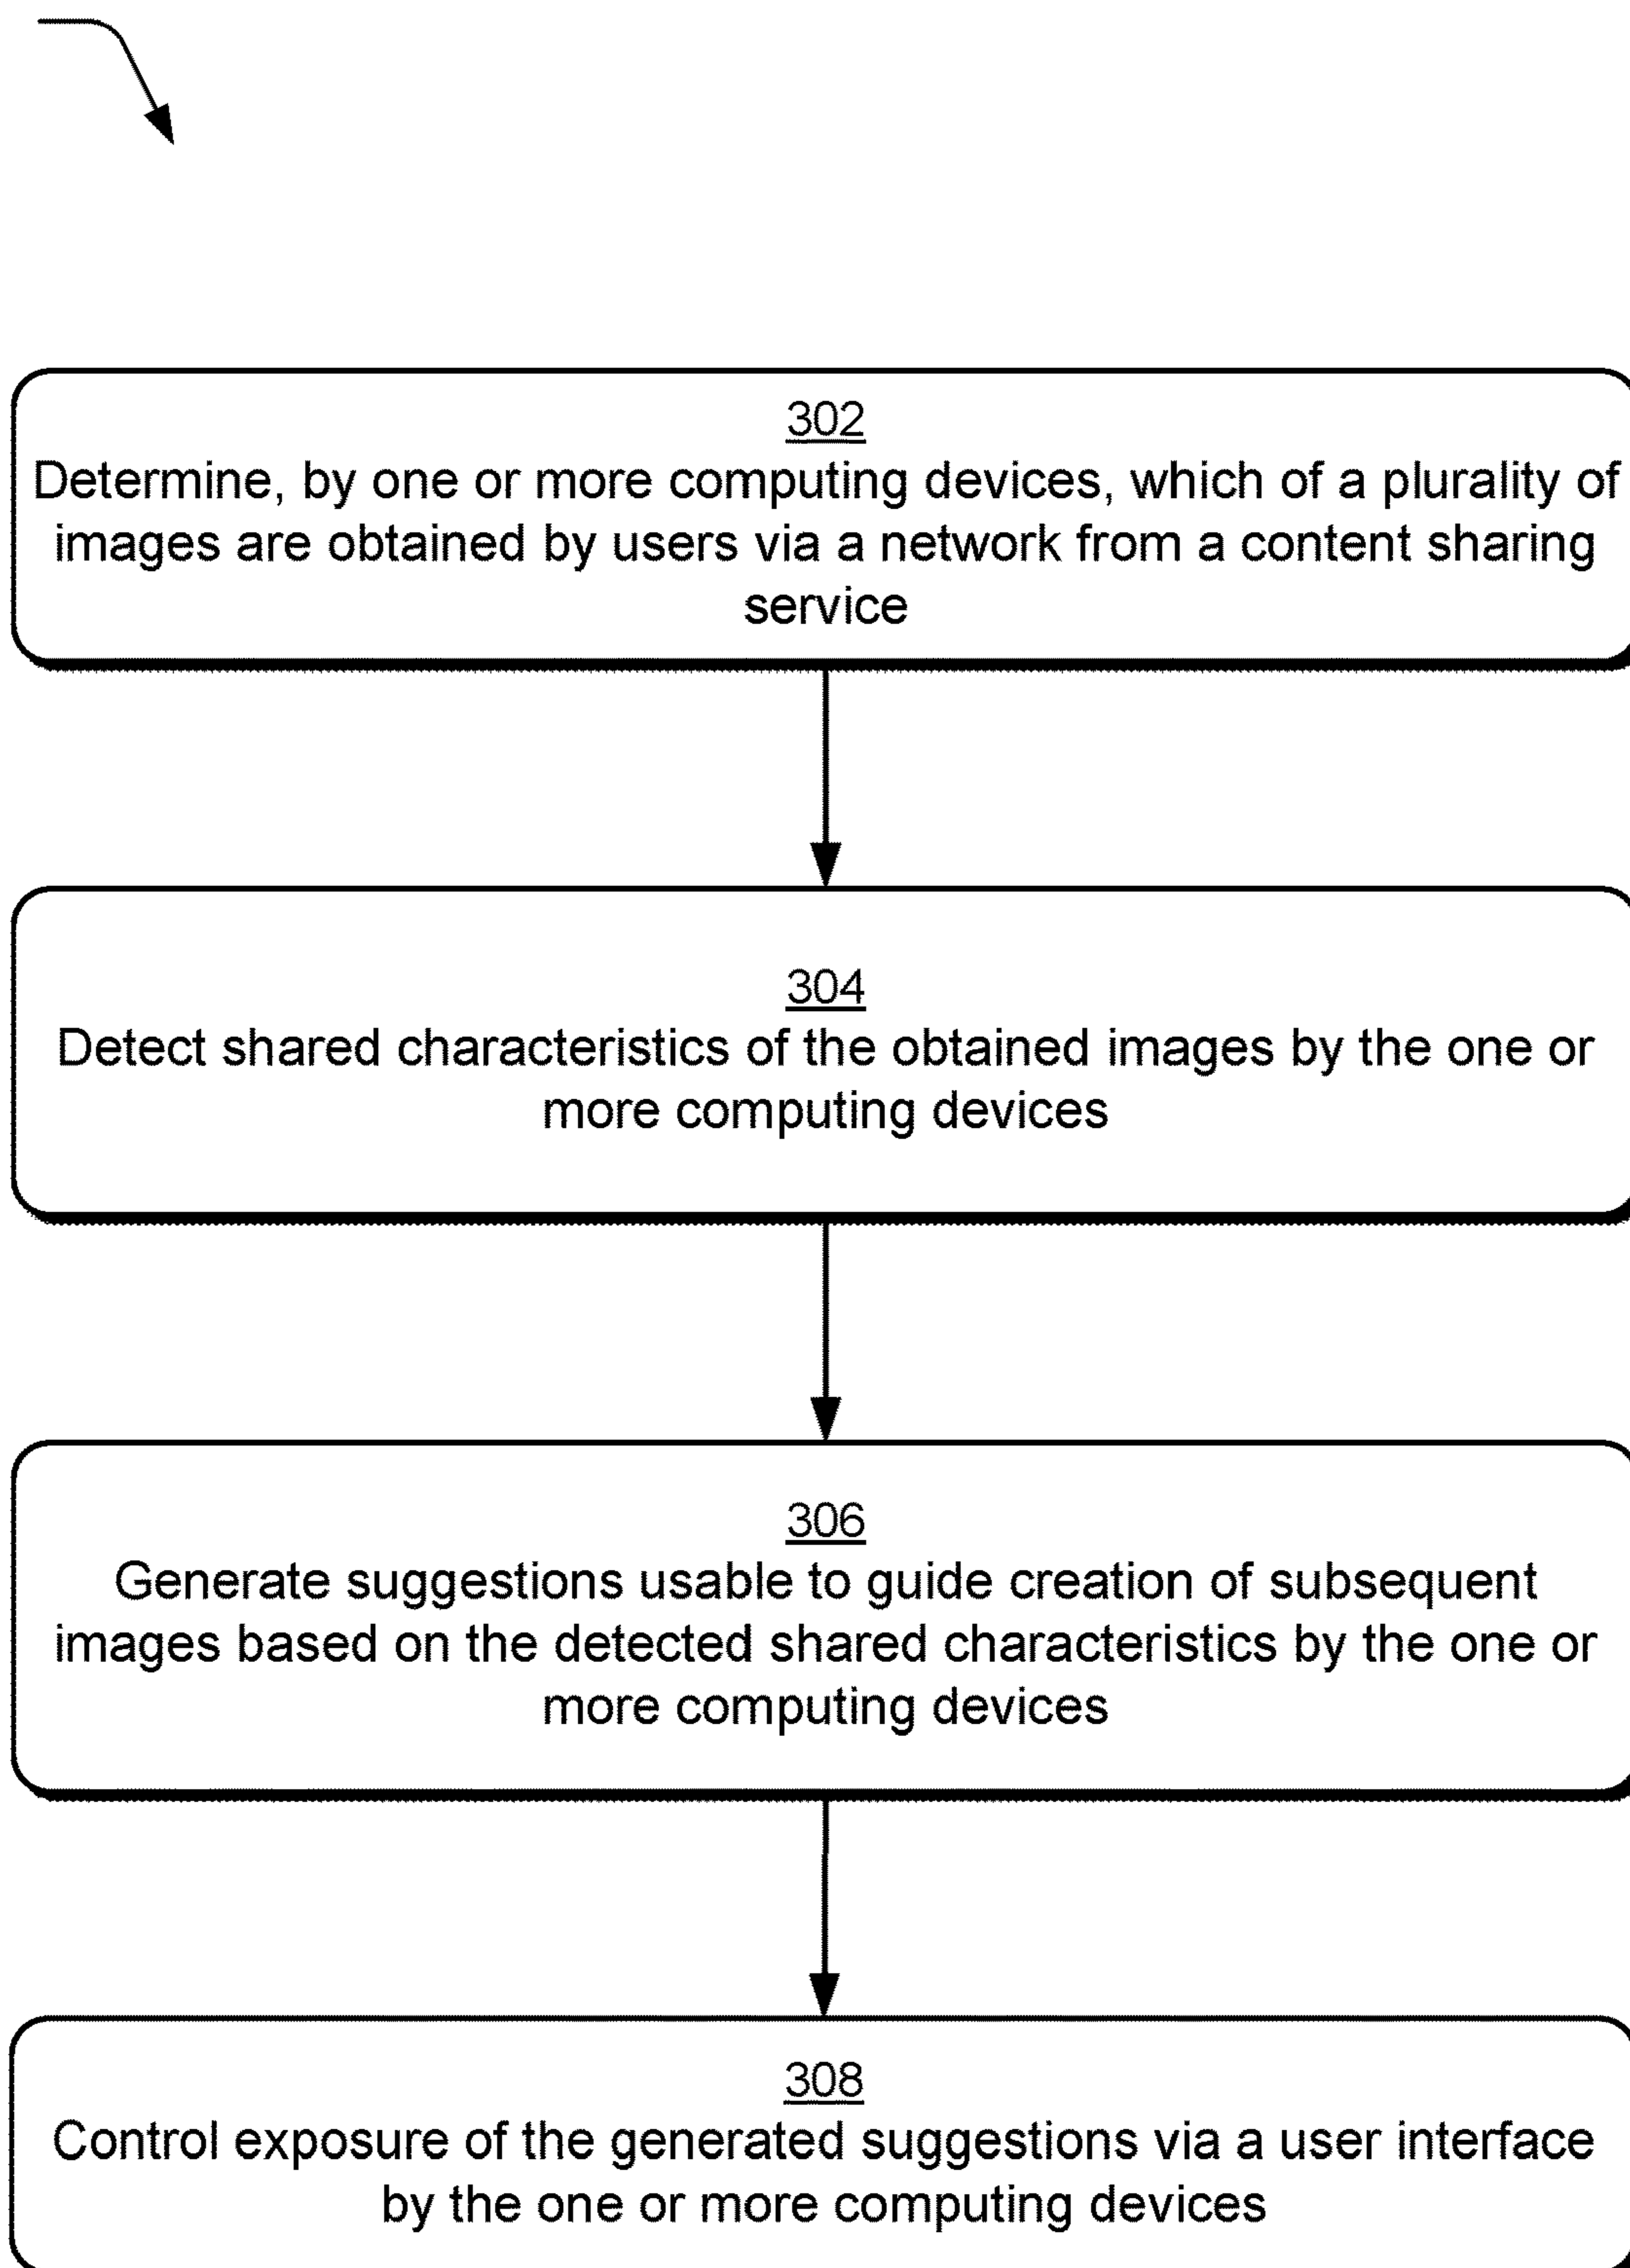 302
Determine, by one or more computing devices, which of a plurality of
images are obtained by users via a network from a content sharing
service
304
Detect shared characteristics of the obtained images by the one or
more computing devices
306
Generate suggestions usable to guide creation of subsequent
images based on the detected shared characteristics by the one or
more computing devices
308
Control exposure of the generated suggestions via a user interface
by the one or more computing devices